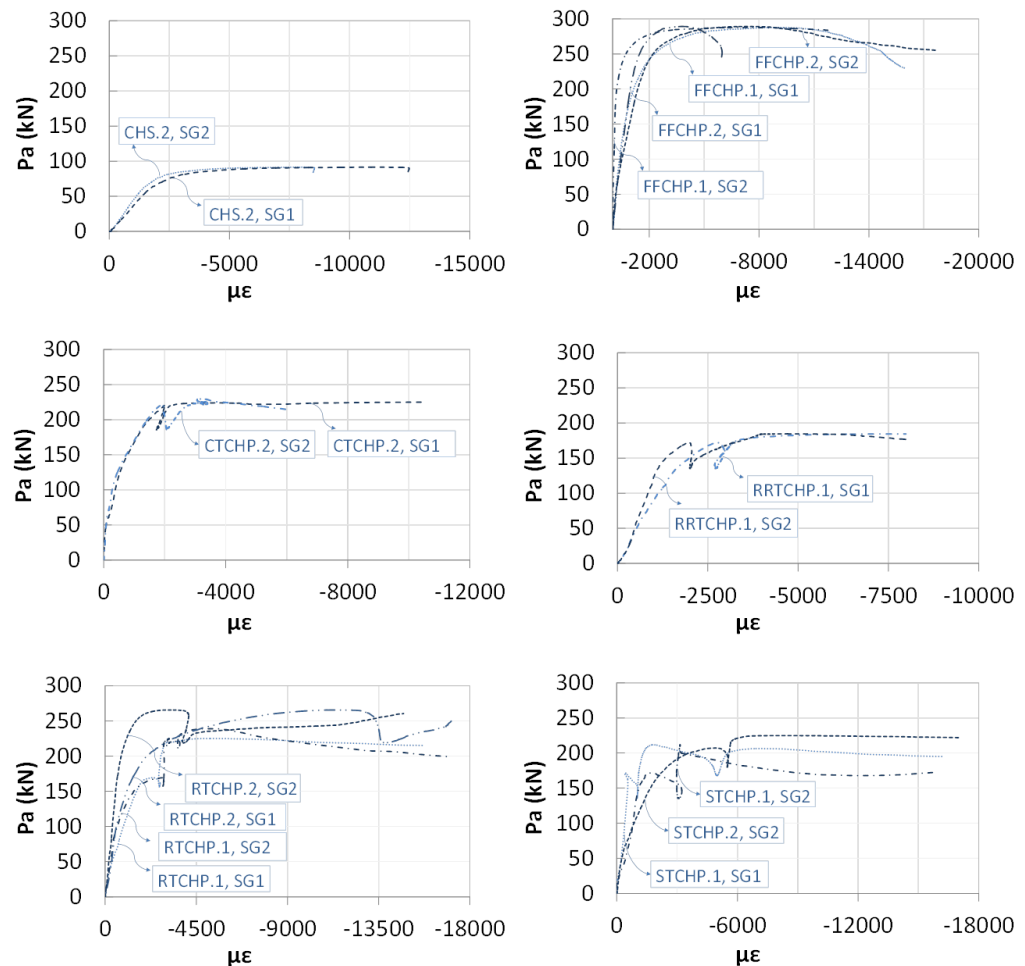 300
250
200
150
100
50
0
Pa (kN)
CHS.2, SG2
CHS.2, SG1
0 -5000 -10000 -15000
με
300
250
200
150
100
50
0
Pa (kN)
FFCHP.2, SG2
FFCHP.1, SG1
FFCHP.2, SG1
FFCHP.1, SG2
-2000 -8000 -14000 -20000
με
300
250
200
150
100
50
0
Pa (kN)
CTCHP.2, SG2 CTCHP.2, SG1
0 -4000 -8000 -12000
με
300
250
200
150
100
50
0
Pa (kN)
RRTCHP.1, SG1
RRTCHP.1, SG2
0 -2500 -5000 -7500 -10000
με
300
250
200
150
100
50
0
Pa (kN)
RTCHP.2, SG2
RTCHP.2, SG1
RTCHP.1, SG2
RTCHP.1, SG1
0 -4500 -9000 -13500 -18000
με
300
250
200
150
100
50
0
Pa (kN)
STCHP.1, SG2
STCHP.2, SG2
STCHP.1, SG1
0 -6000 -12000 -18000
με